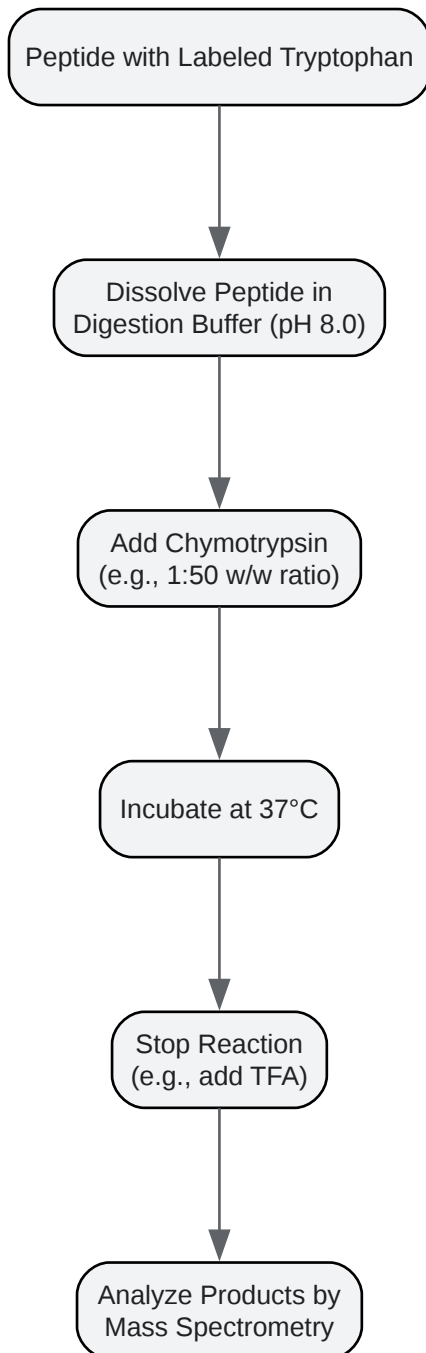 Peptide with Labeled Tryptophan
Dissolve Peptide in
Digestion Buffer (pH 8.0)
Add Chymotrypsin
(e.g., 1:50 w/w ratio)
Incubate at 37°C
Stop Reaction
(e.g., add TFA)
Analyze Products by
Mass Spectrometry